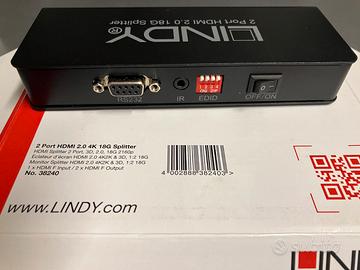 LINDY®
2 Port HDMI 2.0 18G Splitter
RS232
IR
EDID
OFF/ON
2 Port HDMI 2.0 4K 18G Splitter
HDMI Splitter 2 Port, 3D, 2.0, 18G 2160p
Éclateur d'écran HDMI 4K2K & 3D, 1:2 18G
Monitor Splitter HDMI 2.0 4K2K & 3D, 1:2 18G
1 x HDMI F Input / 2 x HDMI F Output
No. 38240
4 002888 382403 >
www.LINDY.com
subito
LIND